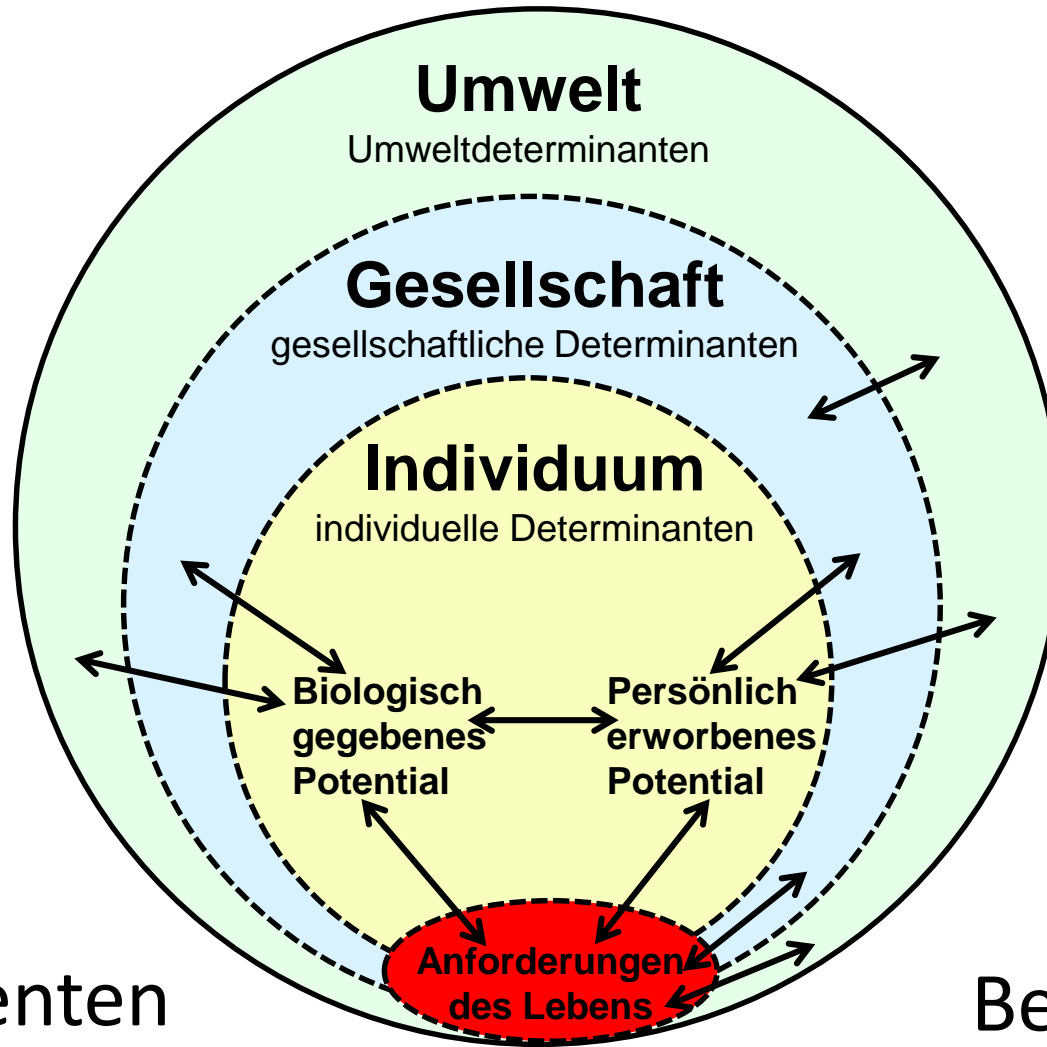 Umwelt
Umweltdeterminanten
Gesellschaft
gesellschaftliche Determinanten
Individuum
individuelle Determinanten
Biologisch
gegebenes
Potential
Persönlich
erworbenes
Potential
Anforderungen
des Lebens
enten
Be